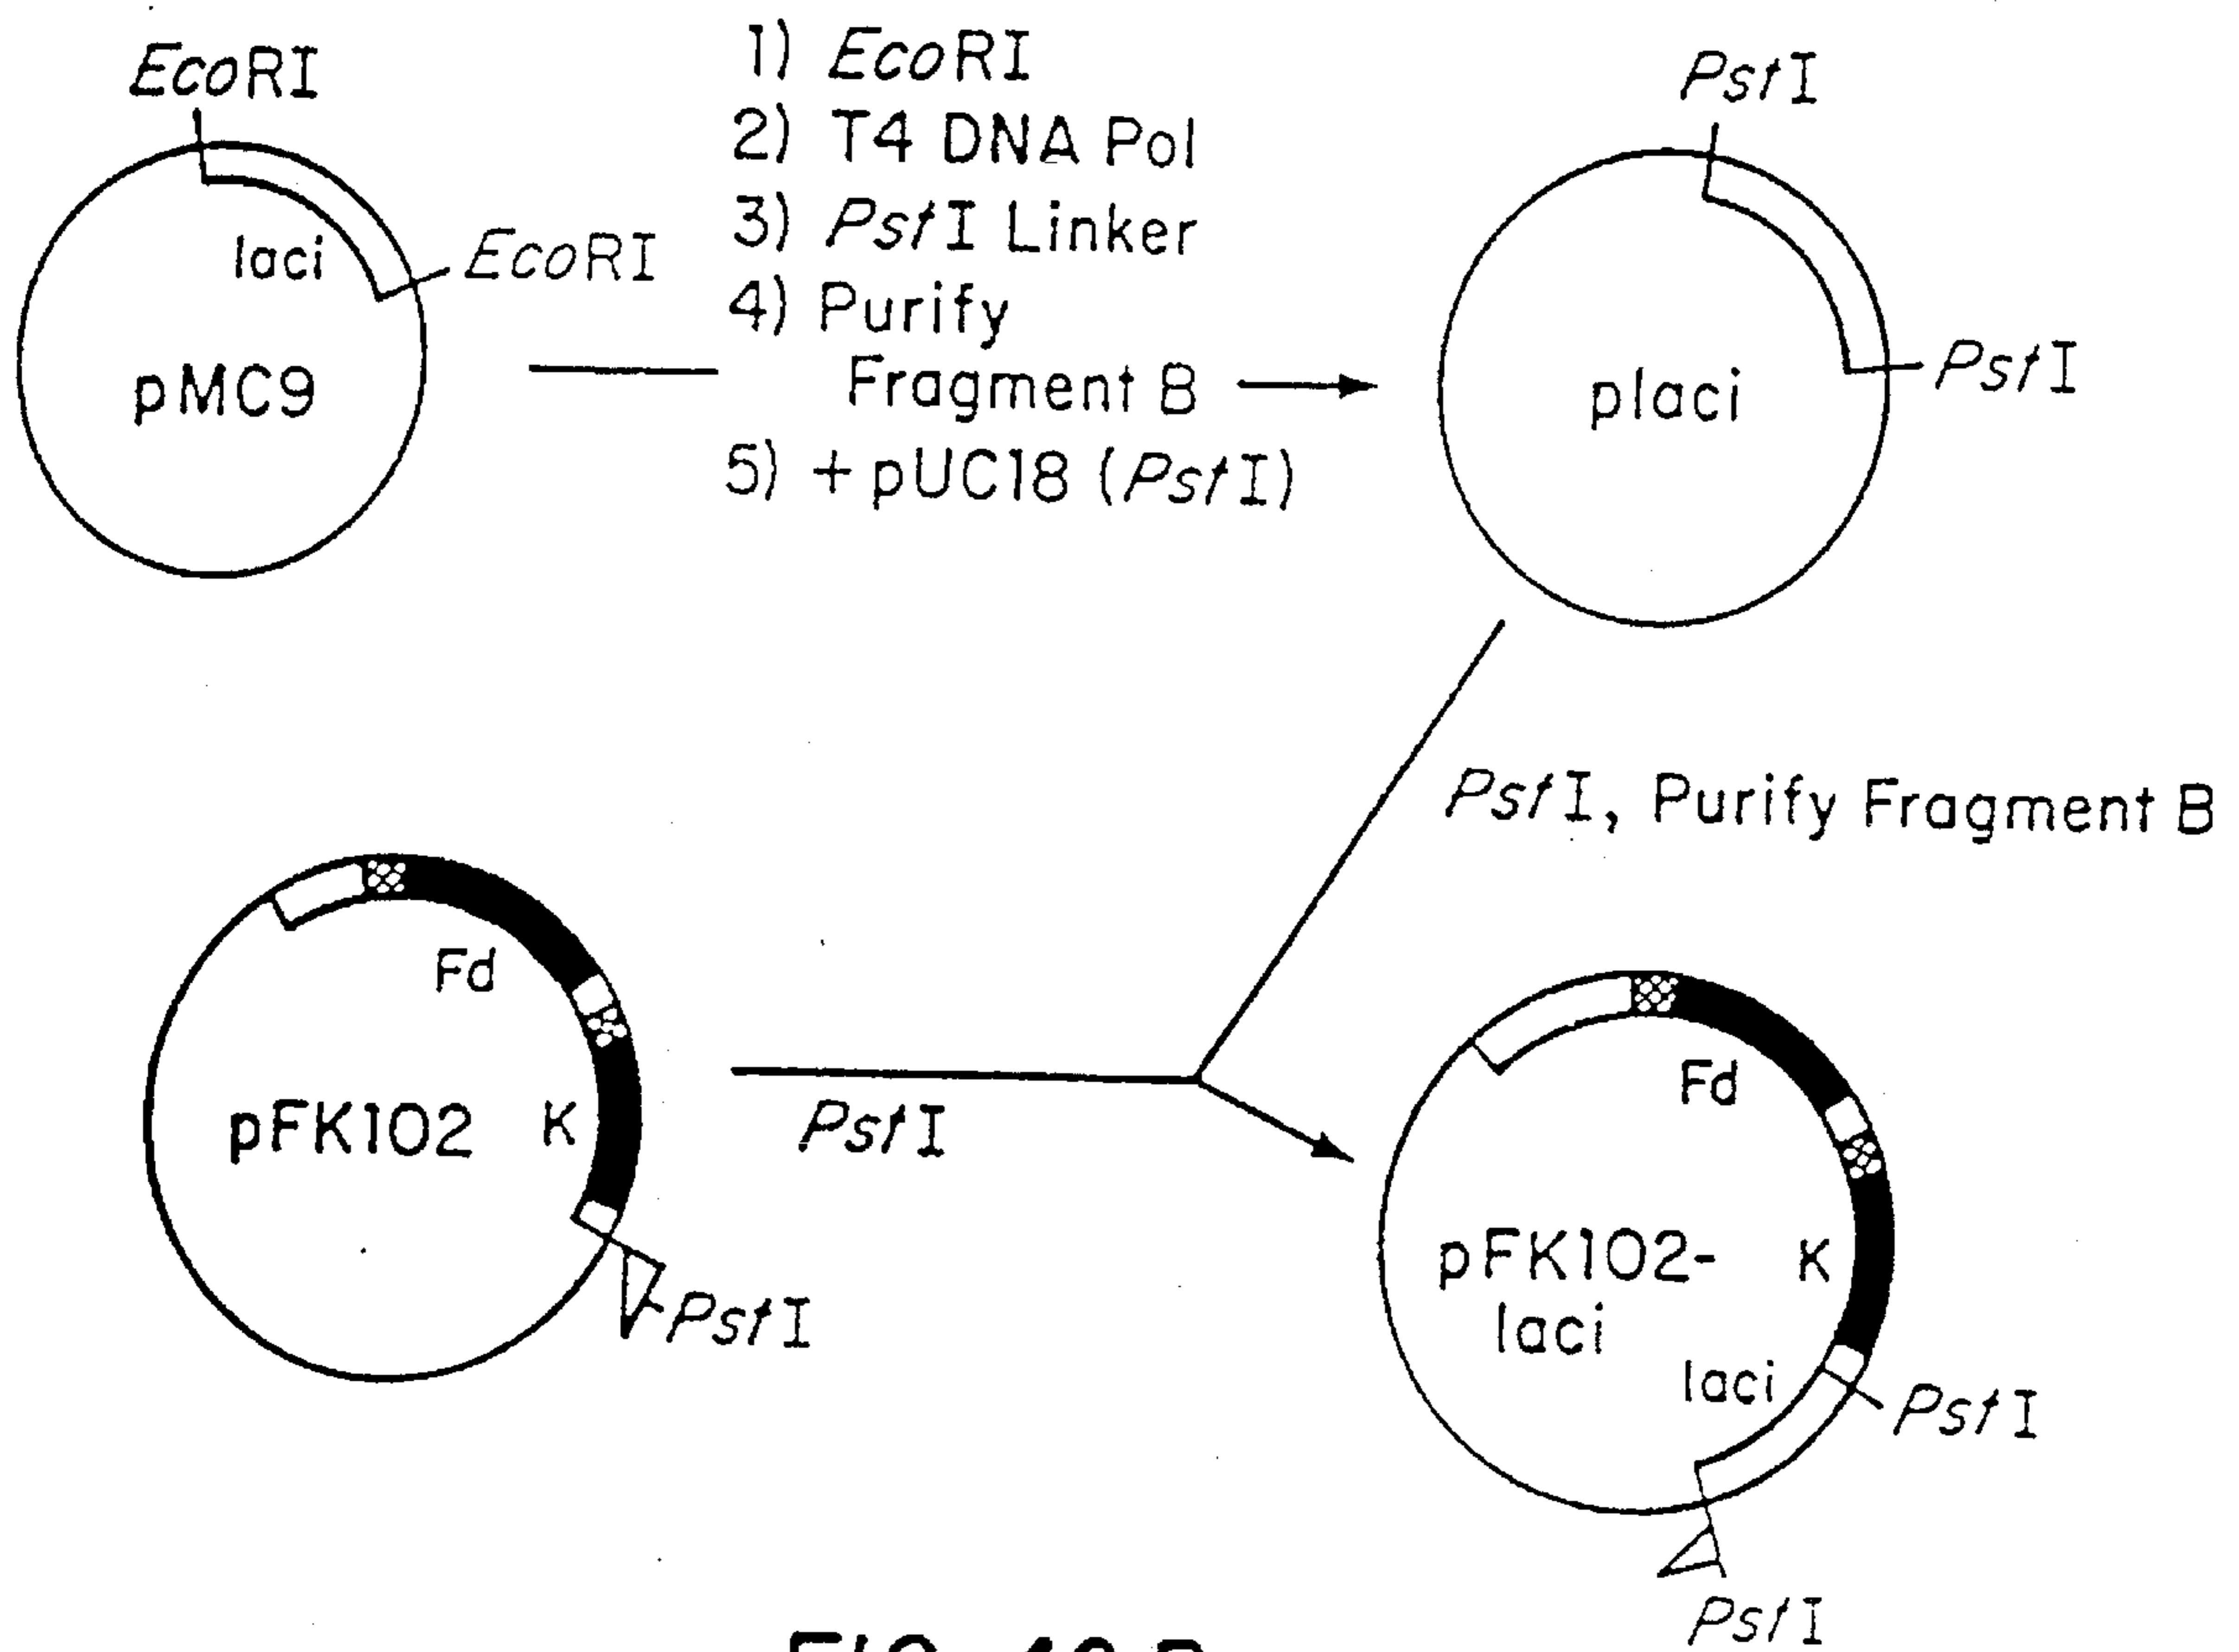 EcoRI
EcoRI
laci
pMC9
1) EcoRI
2) T4 DNA Pol
3) PstI Linker
4) Purify
Fragment B
5) +pUC18 (PstI)
PstI
PstI
placi
PstI, Purify Fragment B
Fd
pFK102 K
PstI
PstI
Fd
pFK102- K
laci
laci
PstI
PstI